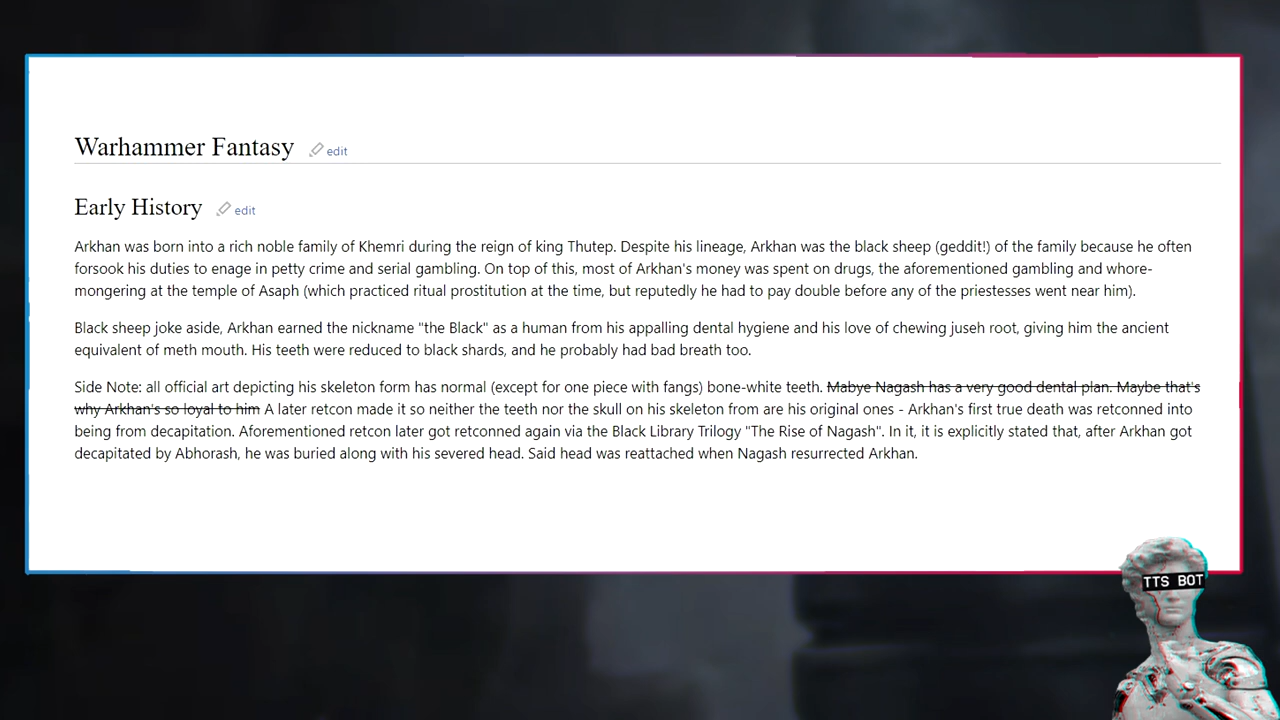 Warhammer Fantasy edit
Early History edit
Arkhan was born into a rich noble family of Khemri during the reign of king Thutep. Despite his lineage, Arkhan was the black sheep (geddit!) of the family because he often
forsook his duties to enage in petty crime and serial gambling. On top of this, most of Arkhan's money was spent on drugs, the aforementioned gambling and whore-
mongering at the temple of Asaph (which practiced ritual prostitution at the time, but reputedly he had to pay double before any of the priestesses went near him).
Black sheep joke aside, Arkhan earned the nickname "the Black" as a human from his appalling dental hygiene and his love of chewing juseh root, giving him the ancient
equivalent of meth mouth. His teeth were reduced to black shards, and he probably had bad breath too.
Side Note: all official art depicting his skeleton form has normal (except for one piece with fangs) bone-white teeth. Mabye Nagash has a very good dental plan. Maybe that's
why Arkhan's so loyal to him A later retcon made it so neither the teeth nor the skull on his skeleton from are his original ones - Arkhan's first true death was retconned into
being from decapitation. Aforementioned retcon later got retconned again via the Black Library Trilogy "The Rise of Nagash". In it, it is explicitly stated that, after Arkhan got
decapitated by Abhorash, he was buried along with his severed head. Said head was reattached when Nagash resurrected Arkhan.
TTS BOT